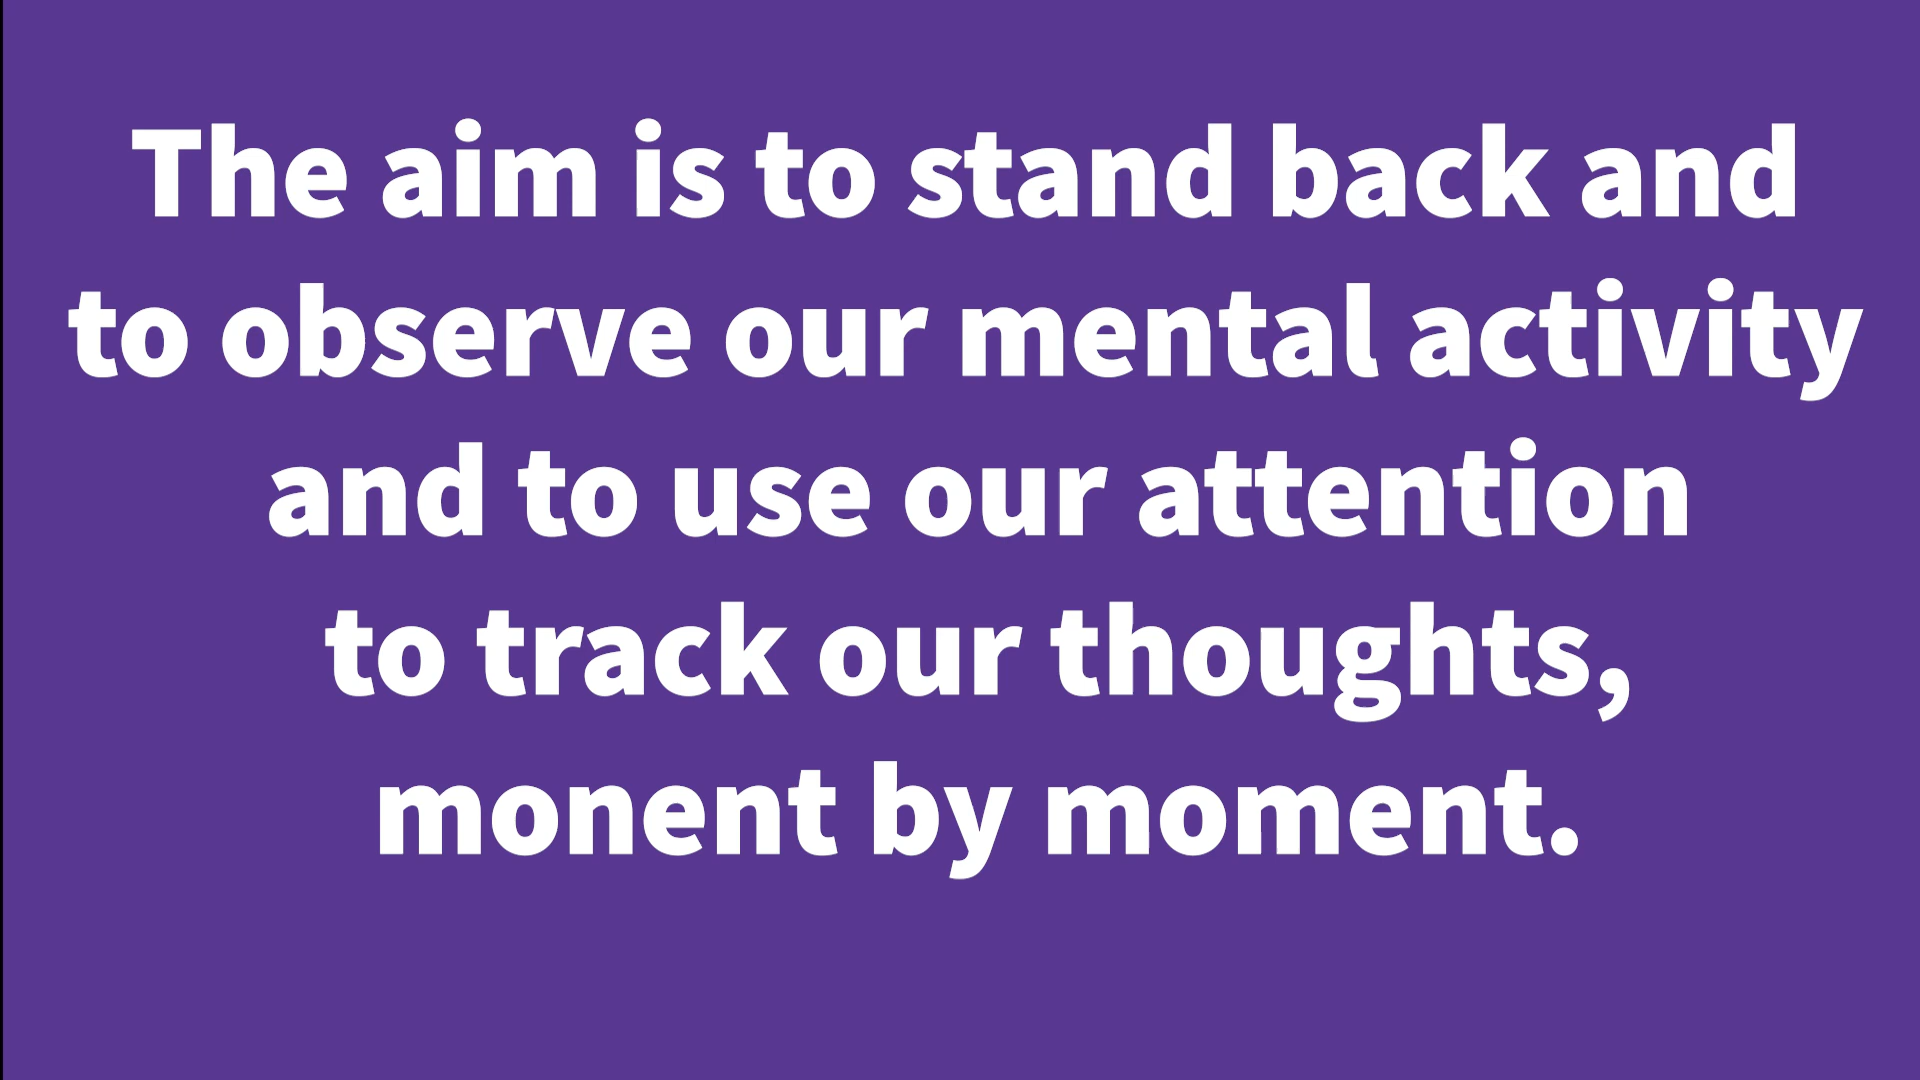 The aim is to stand back and
to observe our mental activity
and to use our attention
to track our thoughts,
monent by moment.